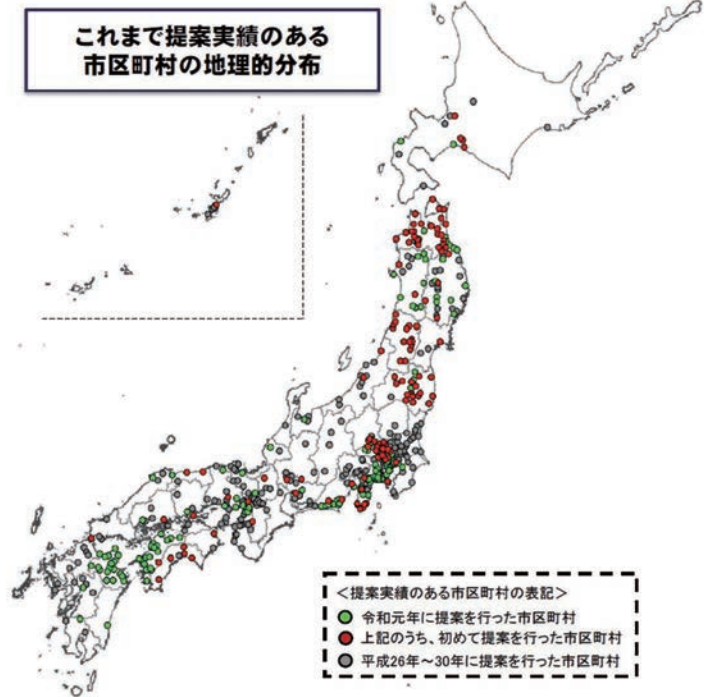 これまで提案実績のある
市区町村の地理的分布
＜提案実績のある市区町村の表記＞
令和元年に提案を行った市区町村
上記のうち、初めて提案を行った市区町村
平成26年～30年に提案を行った市区町村